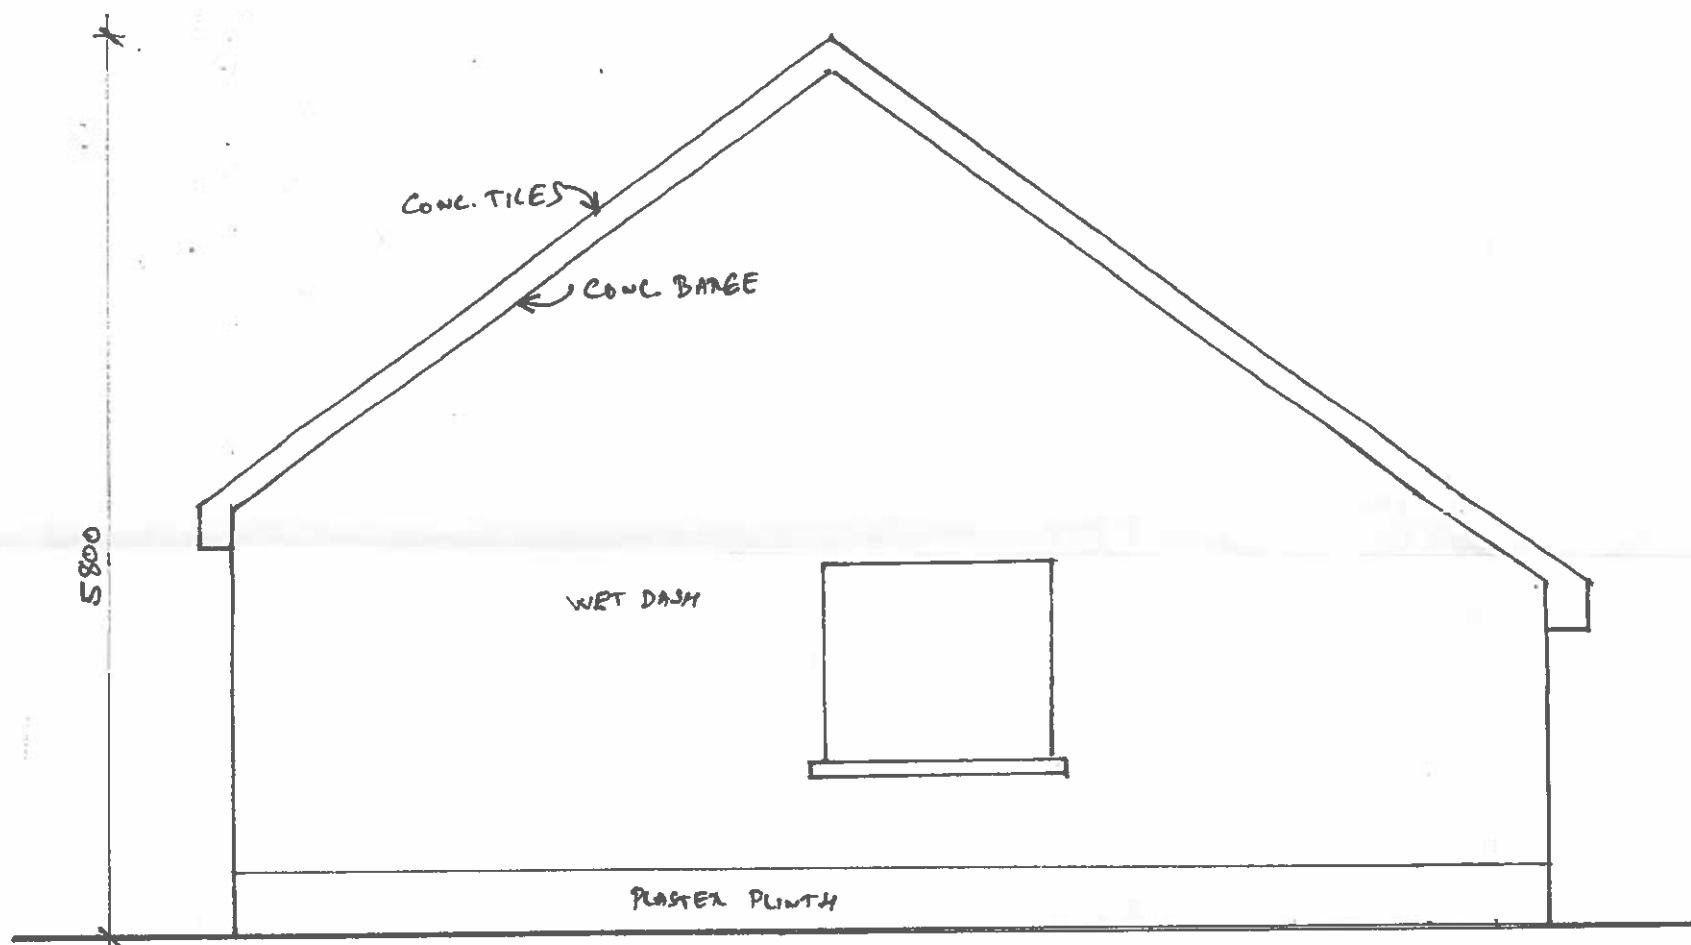 CONC. TILES
CONC. BARGE
5800
WET DASH
PLASTER PLINTH